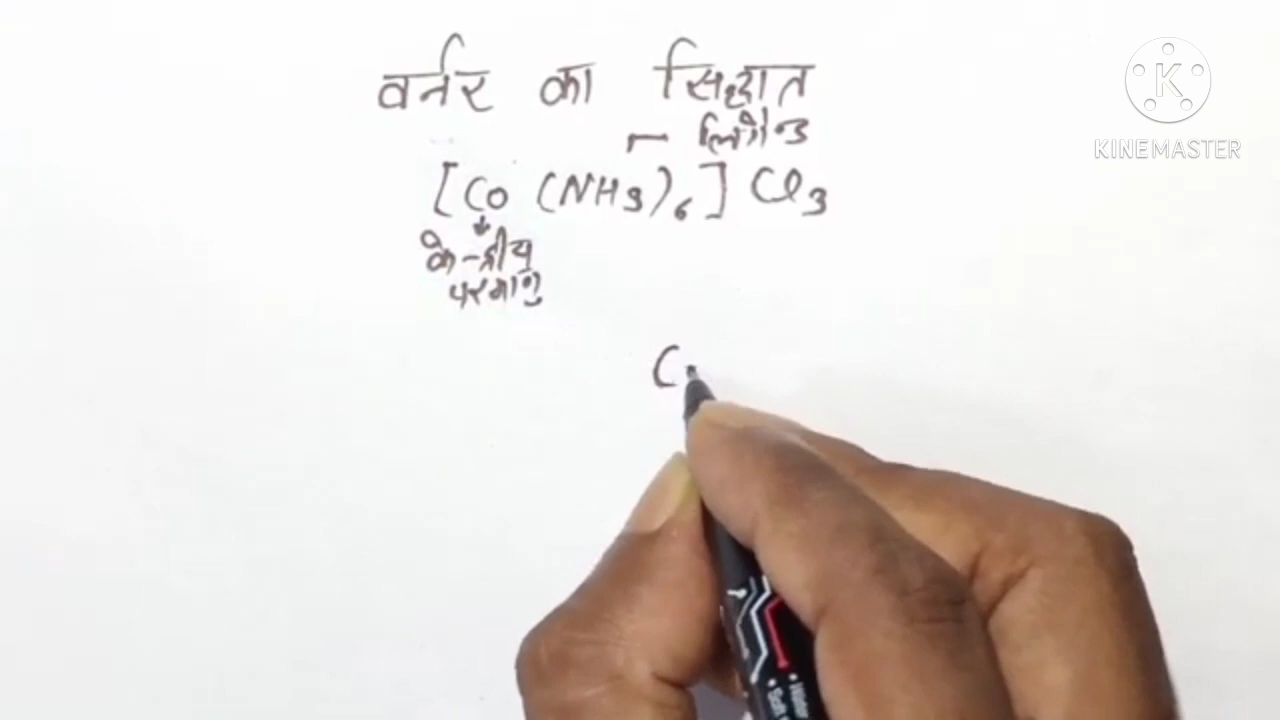 वर्नर का सिद्धात
लिगेन्ड
[Co (NH3)6] Cl3
केन्द्रीय
परमाणु
C
K
KINEMASTER